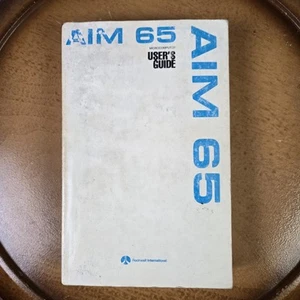 AIM 65
MICROCOMPUTER
USER'S
GUIDE
AIM 65
Rockwell International